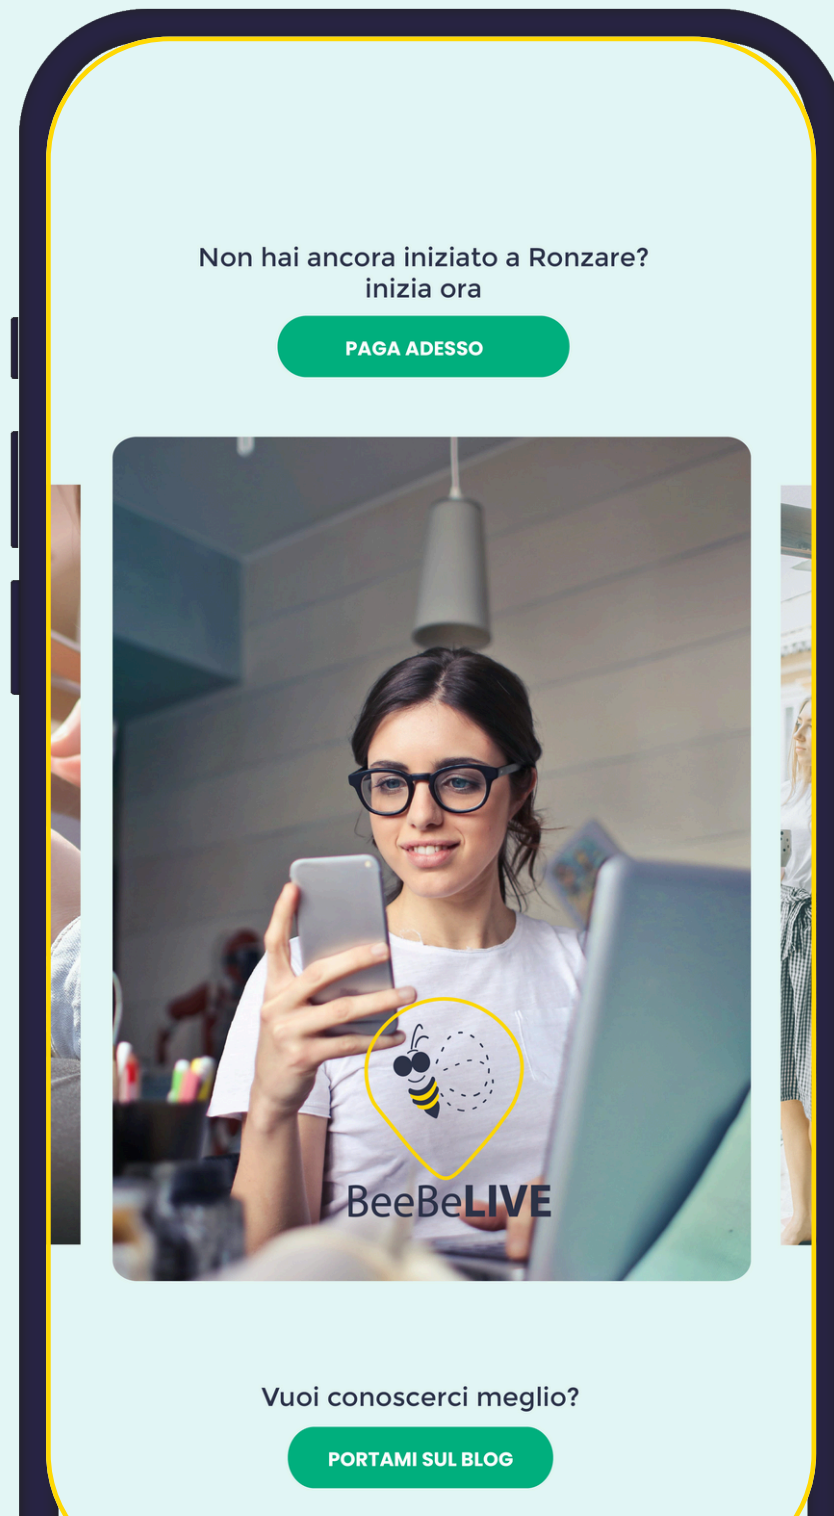 Non hai ancora iniziato a Ronzare?
inizia ora
PAGA ADESSO
BeeBeLIVE
Vuoi conoscerci meglio?
PORTAMI SUL BLOG